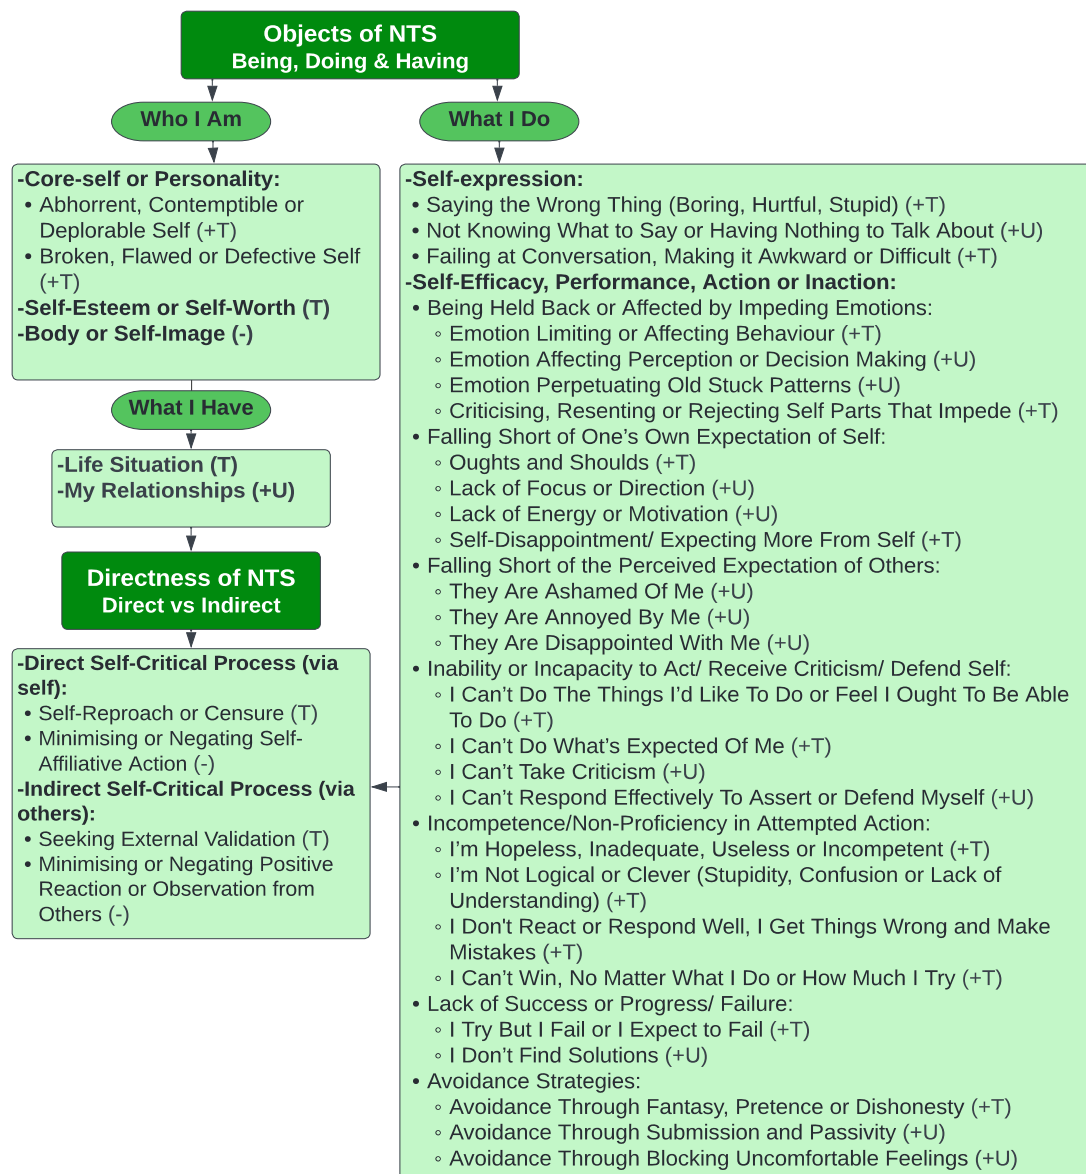 Objects of NTS
Being, Doing & Having
Who I Am
-Core-self or Personality:
• Abhorrent, Contemptible or
Deplorable Self (+T)
• Broken, Flawed or Defective Self
(+T)
-Self-Esteem or Self-Worth (T)
-Body or Self-Image (-)
What I Have
-Life Situation (T)
-My Relationships (+U)
Directness of NTS
Direct vs Indirect
-Direct Self-Critical Process (via
self):
• Self-Reproach or Censure (T)
• Minimising or Negating Self-
Affiliative Action (-)
-Indirect Self-Critical Process (via
others):
• Seeking External Validation (T)
• Minimising or Negating Positive
Reaction or Observation from
Others (-)
What I Do
-Self-expression:
• Saying the Wrong Thing (Boring, Hurtful, Stupid) (+T)
• Not Knowing What to Say or Having Nothing to Talk About (+U)
• Failing at Conversation, Making it Awkward or Difficult (+T)
-Self-Efficacy, Performance, Action or Inaction:
• Being Held Back or Affected by Impeding Emotions:
◦ Emotion Limiting or Affecting Behaviour (+T)
◦ Emotion Affecting Perception or Decision Making (+U)
◦ Emotion Perpetuating Old Stuck Patterns (+U)
◦ Criticising, Resenting or Rejecting Self Parts That Impede (+T)
• Falling Short of One’s Own Expectation of Self:
◦ Oughts and Shoulds (+T)
◦ Lack of Focus or Direction (+U)
◦ Lack of Energy or Motivation (+U)
◦ Self-Disappointment/ Expecting More From Self (+T)
• Falling Short of the Perceived Expectation of Others:
◦ They Are Ashamed Of Me (+U)
◦ They Are Annoyed By Me (+U)
◦ They Are Disappointed With Me (+U)
• Inability or Incapacity to Act/ Receive Criticism/ Defend Self:
◦ I Can’t Do The Things I’d Like To Do or Feel I Ought To Be Able
To Do (+T)
◦ I Can’t Do What’s Expected Of Me (+T)
◦ I Can’t Take Criticism (+U)
◦ I Can’t Respond Effectively To Assert or Defend Myself (+U)
• Incompetence/Non-Proficiency in Attempted Action:
◦ I’m Hopeless, Inadequate, Useless or Incompetent (+T)
◦ I’m Not Logical or Clever (Stupidity, Confusion or Lack of
Understanding) (+T)
◦ I Don't React or Respond Well, I Get Things Wrong and Make
Mistakes (+T)
◦ I Can’t Win, No Matter What I Do or How Much I Try (+T)
• Lack of Success or Progress/ Failure:
◦ I Try But I Fail or I Expect to Fail (+T)
◦ I Don’t Find Solutions (+U)
• Avoidance Strategies:
◦ Avoidance Through Fantasy, Pretence or Dishonesty (+T)
◦ Avoidance Through Submission and Passivity (+U)
◦ Avoidance Through Blocking Uncomfortable Feelings (+U)